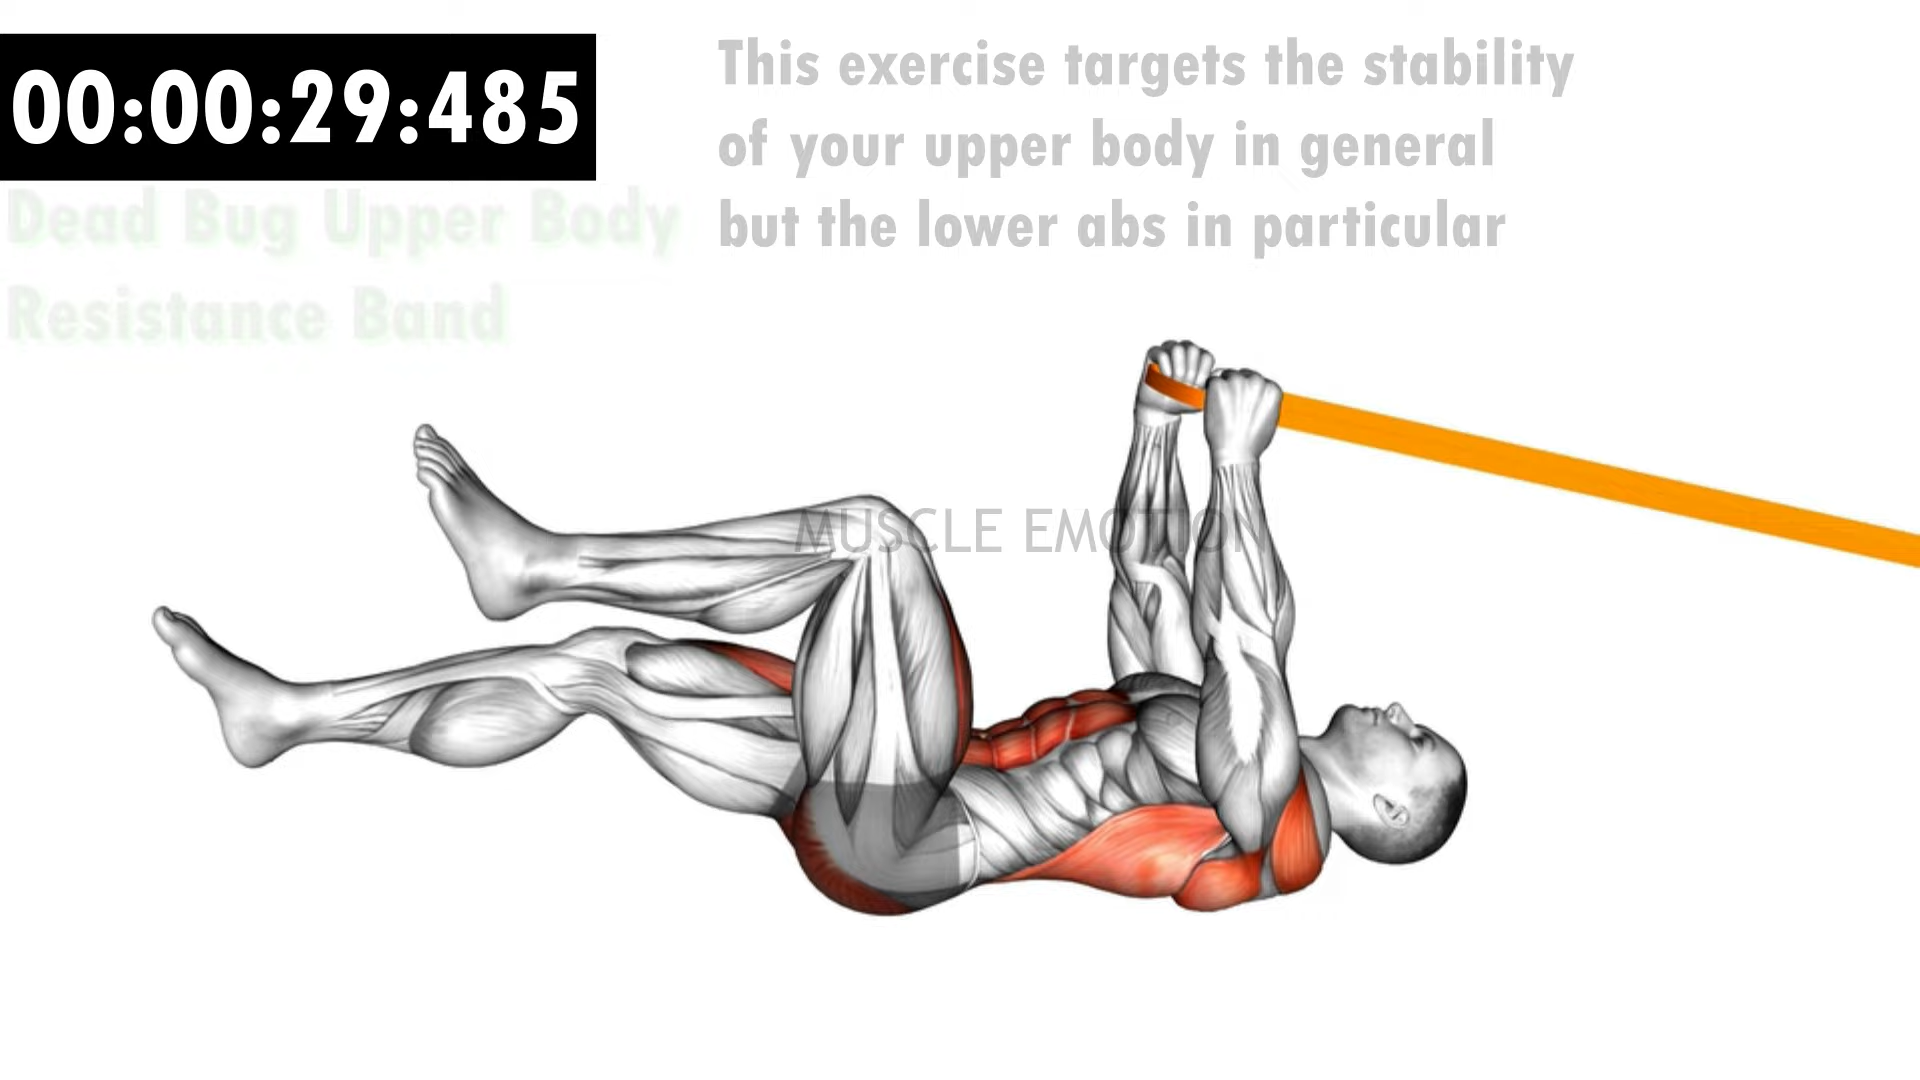 00:00:29:485
Dead Bug Upper Body
Resistance Band
This exercise targets the stability
of your upper body in general
but the lower abs in particular
MUSCLE EMOTION